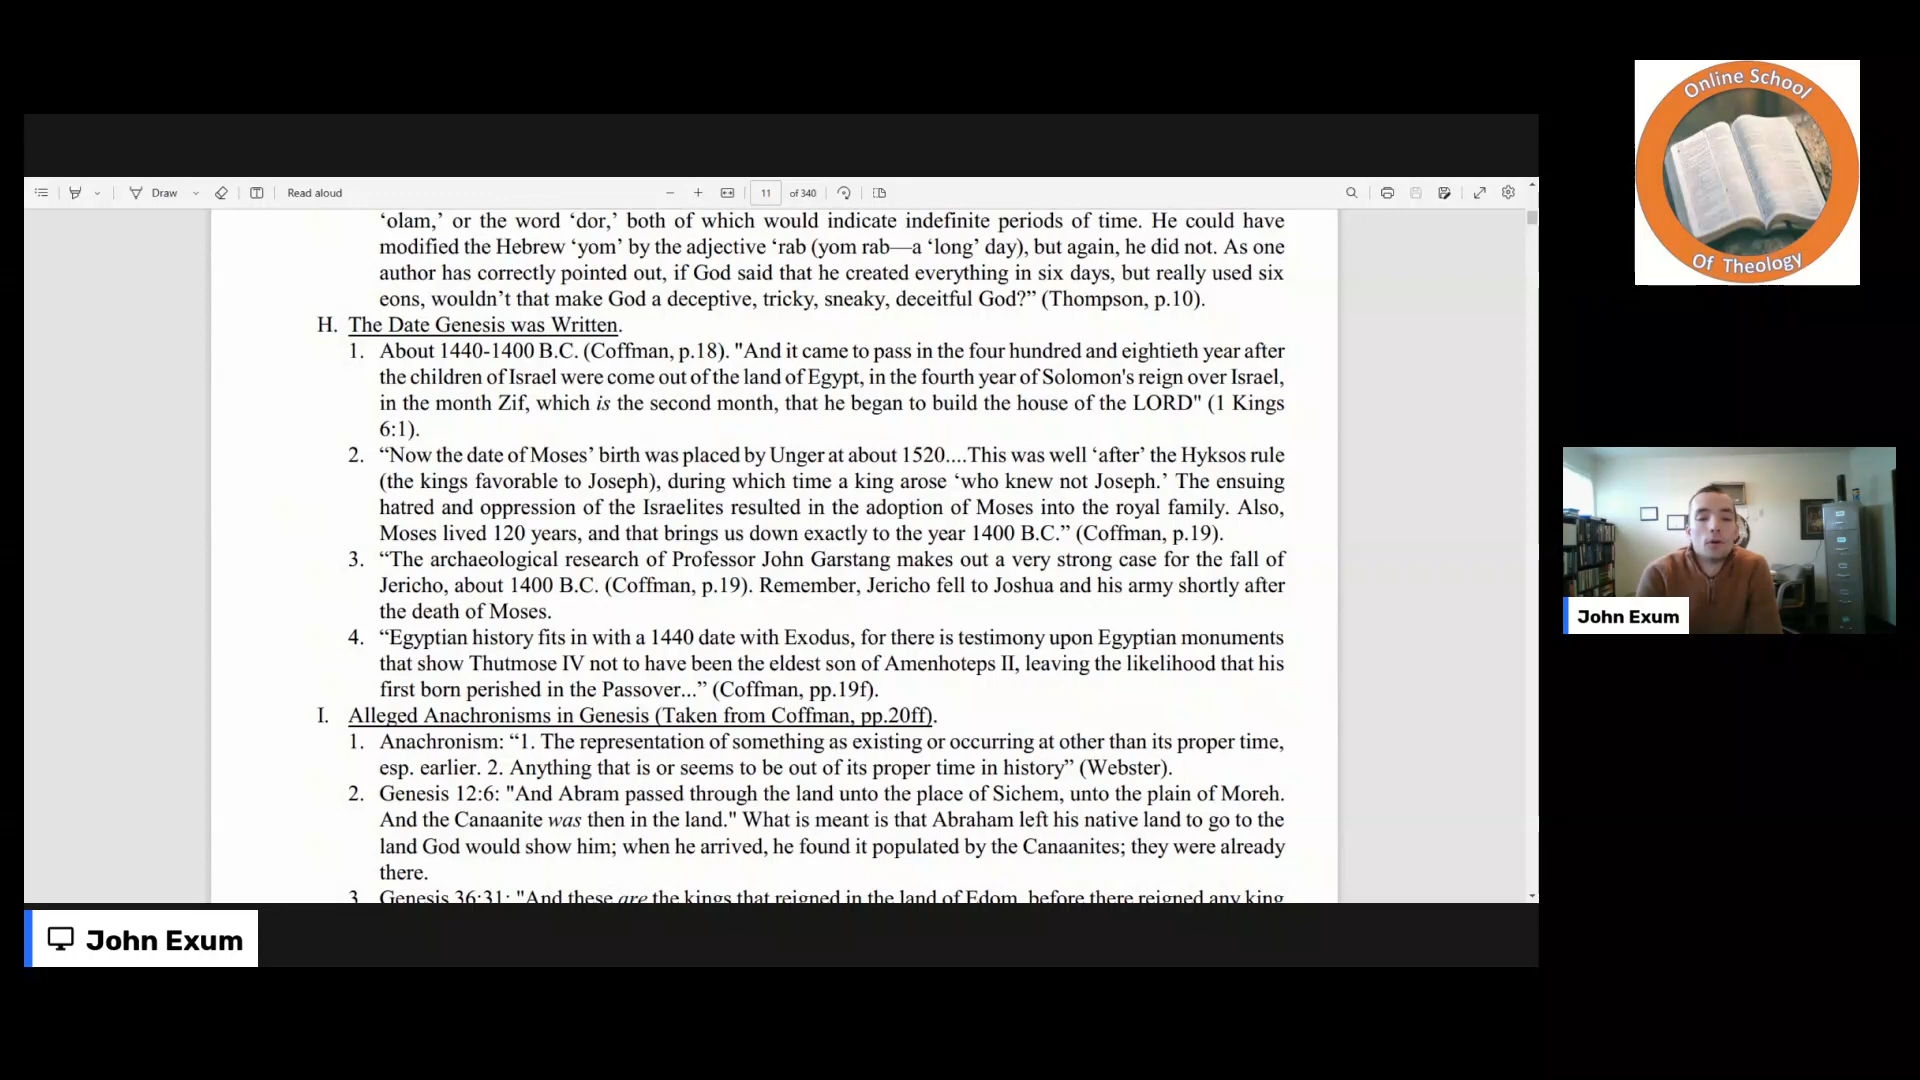 Online School
Of Theology
Draw
Read aloud
11
of 340
‘olam,’ or the word ‘dor,’ both of which would indicate indefinite periods of time. He could have
modified the Hebrew ‘yom’ by the adjective ‘rab (yom rab—a ‘long’ day), but again, he did not. As one
author has correctly pointed out, if God said that he created everything in six days, but really used six
eons, wouldn’t that make God a deceptive, tricky, sneaky, deceitful God?” (Thompson, p.10).
H. The Date Genesis was Written.
1. About 1440-1400 B.C. (Coffman, p.18). "And it came to pass in the four hundred and eightieth year after
the children of Israel were come out of the land of Egypt, in the fourth year of Solomon's reign over Israel,
in the month Zif, which is the second month, that he began to build the house of the LORD" (1 Kings
6:1).
2. “Now the date of Moses’ birth was placed by Unger at about 1520....This was well ‘after’ the Hyksos rule
(the kings favorable to Joseph), during which time a king arose ‘who knew not Joseph.’ The ensuing
hatred and oppression of the Israelites resulted in the adoption of Moses into the royal family. Also,
Moses lived 120 years, and that brings us down exactly to the year 1400 B.C.” (Coffman, p.19).
3. “The archaeological research of Professor John Garstang makes out a very strong case for the fall of
Jericho, about 1400 B.C. (Coffman, p.19). Remember, Jericho fell to Joshua and his army shortly after
the death of Moses.
4. “Egyptian history fits in with a 1440 date with Exodus, for there is testimony upon Egyptian monuments
that show Thutmose IV not to have been the eldest son of Amenhoteps II, leaving the likelihood that his
first born perished in the Passover...” (Coffman, pp.19f).
I. Alleged Anachronisms in Genesis (Taken from Coffman, pp.20ff).
1. Anachronism: “1. The representation of something as existing or occurring at other than its proper time,
esp. earlier. 2. Anything that is or seems to be out of its proper time in history” (Webster).
2. Genesis 12:6: "And Abram passed through the land unto the place of Sichem, unto the plain of Moreh.
And the Canaanite was then in the land." What is meant is that Abraham left his native land to go to the
land God would show him; when he arrived, he found it populated by the Canaanites; they were already
there.
3. Genesis 36:31: "And these are the kings that reigned in the land of Edom, before there reigned any king
John Exum
John Exum